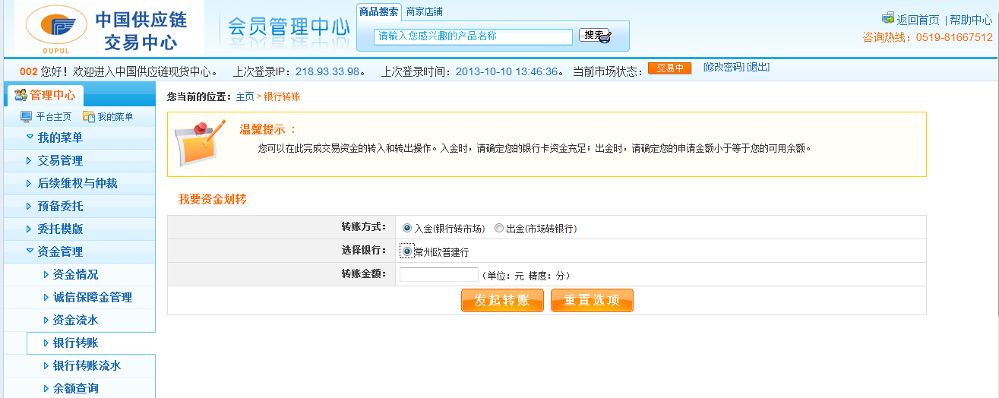 中国供应链
交易中心
OUPUL
会员管理中心
商品搜索 商家店铺
请输入您感兴趣的产品名称 搜索
返回首页 | 帮助中心
咨询热线：0519-81667512
002 您好！欢迎进入中国供应链现货中心。 上次登录IP：218.93.33.98。 上次登录时间：2013-10-10 13:46:36。 当前市场状态： 交易中 [修改密码] [退出]
管理中心
平台主页 我的菜单
我的菜单
交易管理
后续维权与仲裁
预备委托
委托模版
资金管理
资金情况
诚信保障金管理
资金流水
银行转账
银行转账流水
余额查询
您当前的位置：主页 > 银行转账
温馨提示 ：
您可以在此完成交易资金的转入和转出操作。入金时，请确定您的银行卡资金充足；出金时，请确定您的申请金额小于等于您的可用余额。
我要资金划转
转账方式： 入金(银行转市场) 出金(市场转银行)
选择银行： 常州欧普建行
转账金额： （单位：元 精度：分）
发起转账 重置选项